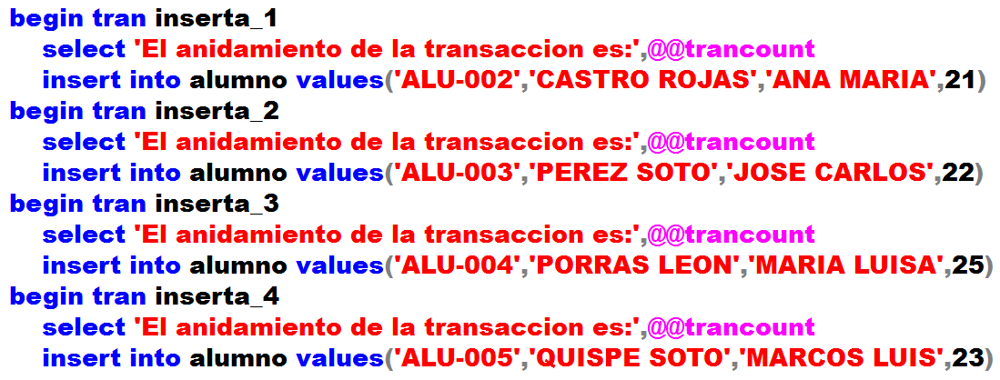 begin tran inserta_1
select 'El anidamiento de la transaccion es:',@@trancount
insert into alumno values('ALU-002','CASTRO ROJAS','ANA MARIA',21)
begin tran inserta_2
select 'El anidamiento de la transaccion es:',@@trancount
insert into alumno values('ALU-003','PEREZ SOTO','JOSE CARLOS',22)
begin tran inserta_3
select 'El anidamiento de la transaccion es:',@@trancount
insert into alumno values('ALU-004','PORRAS LEON','MARIA LUISA',25)
begin tran inserta_4
select 'El anidamiento de la transaccion es:',@@trancount
insert into alumno values('ALU-005','QUISPE SOTO','MARCOS LUIS',23)